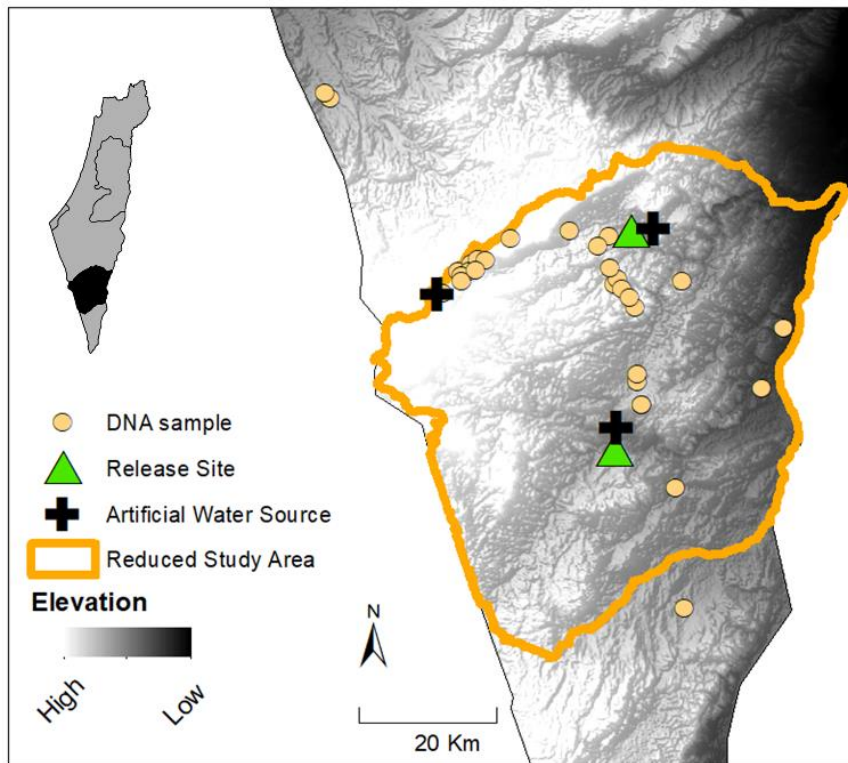 DNA sample
Release Site
Artificial Water Source
Reduced Study Area
Elevation
High
Low
N
20 Km